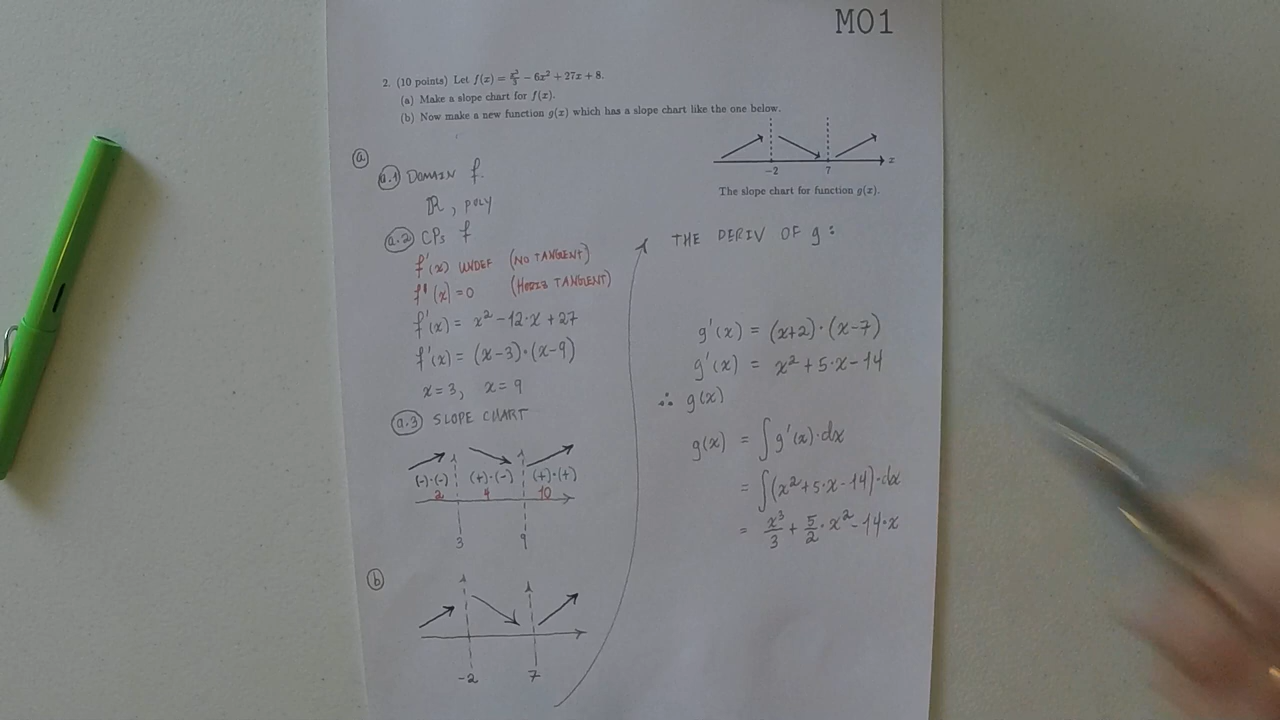 M01
2. (10 points) Let f(x) = x³/3 − 6x² + 27x + 8.
(a) Make a slope chart for f(x).
(b) Now make a new function g(x) which has a slope chart like the one below.
-2 7 x
The slope chart for function g(x).
a
a.1 DOMAIN f.
ℝ, POLY
a.2 CPs f
f'(x) UNDEF (NO TANGENT)
f'(x)=0 (HORIZ TANGENT)
f'(x) = x²-12·x+27
f'(x) = (x-3)·(x-9)
x=3, x=9
a.3 SLOPE CHART
(-)·(-) (+)·(-) (+)·(+)
2 4 10
3 9
b
-2 7
THE DERIV OF g:
g'(x) = (x+2)·(x-7)
g'(x) = x²+5·x-14
∴ g(x)
g(x) = ∫g'(x)·dx
= ∫(x²+5·x-14)·dx
= x³/3 + 5/2·x²-14·x